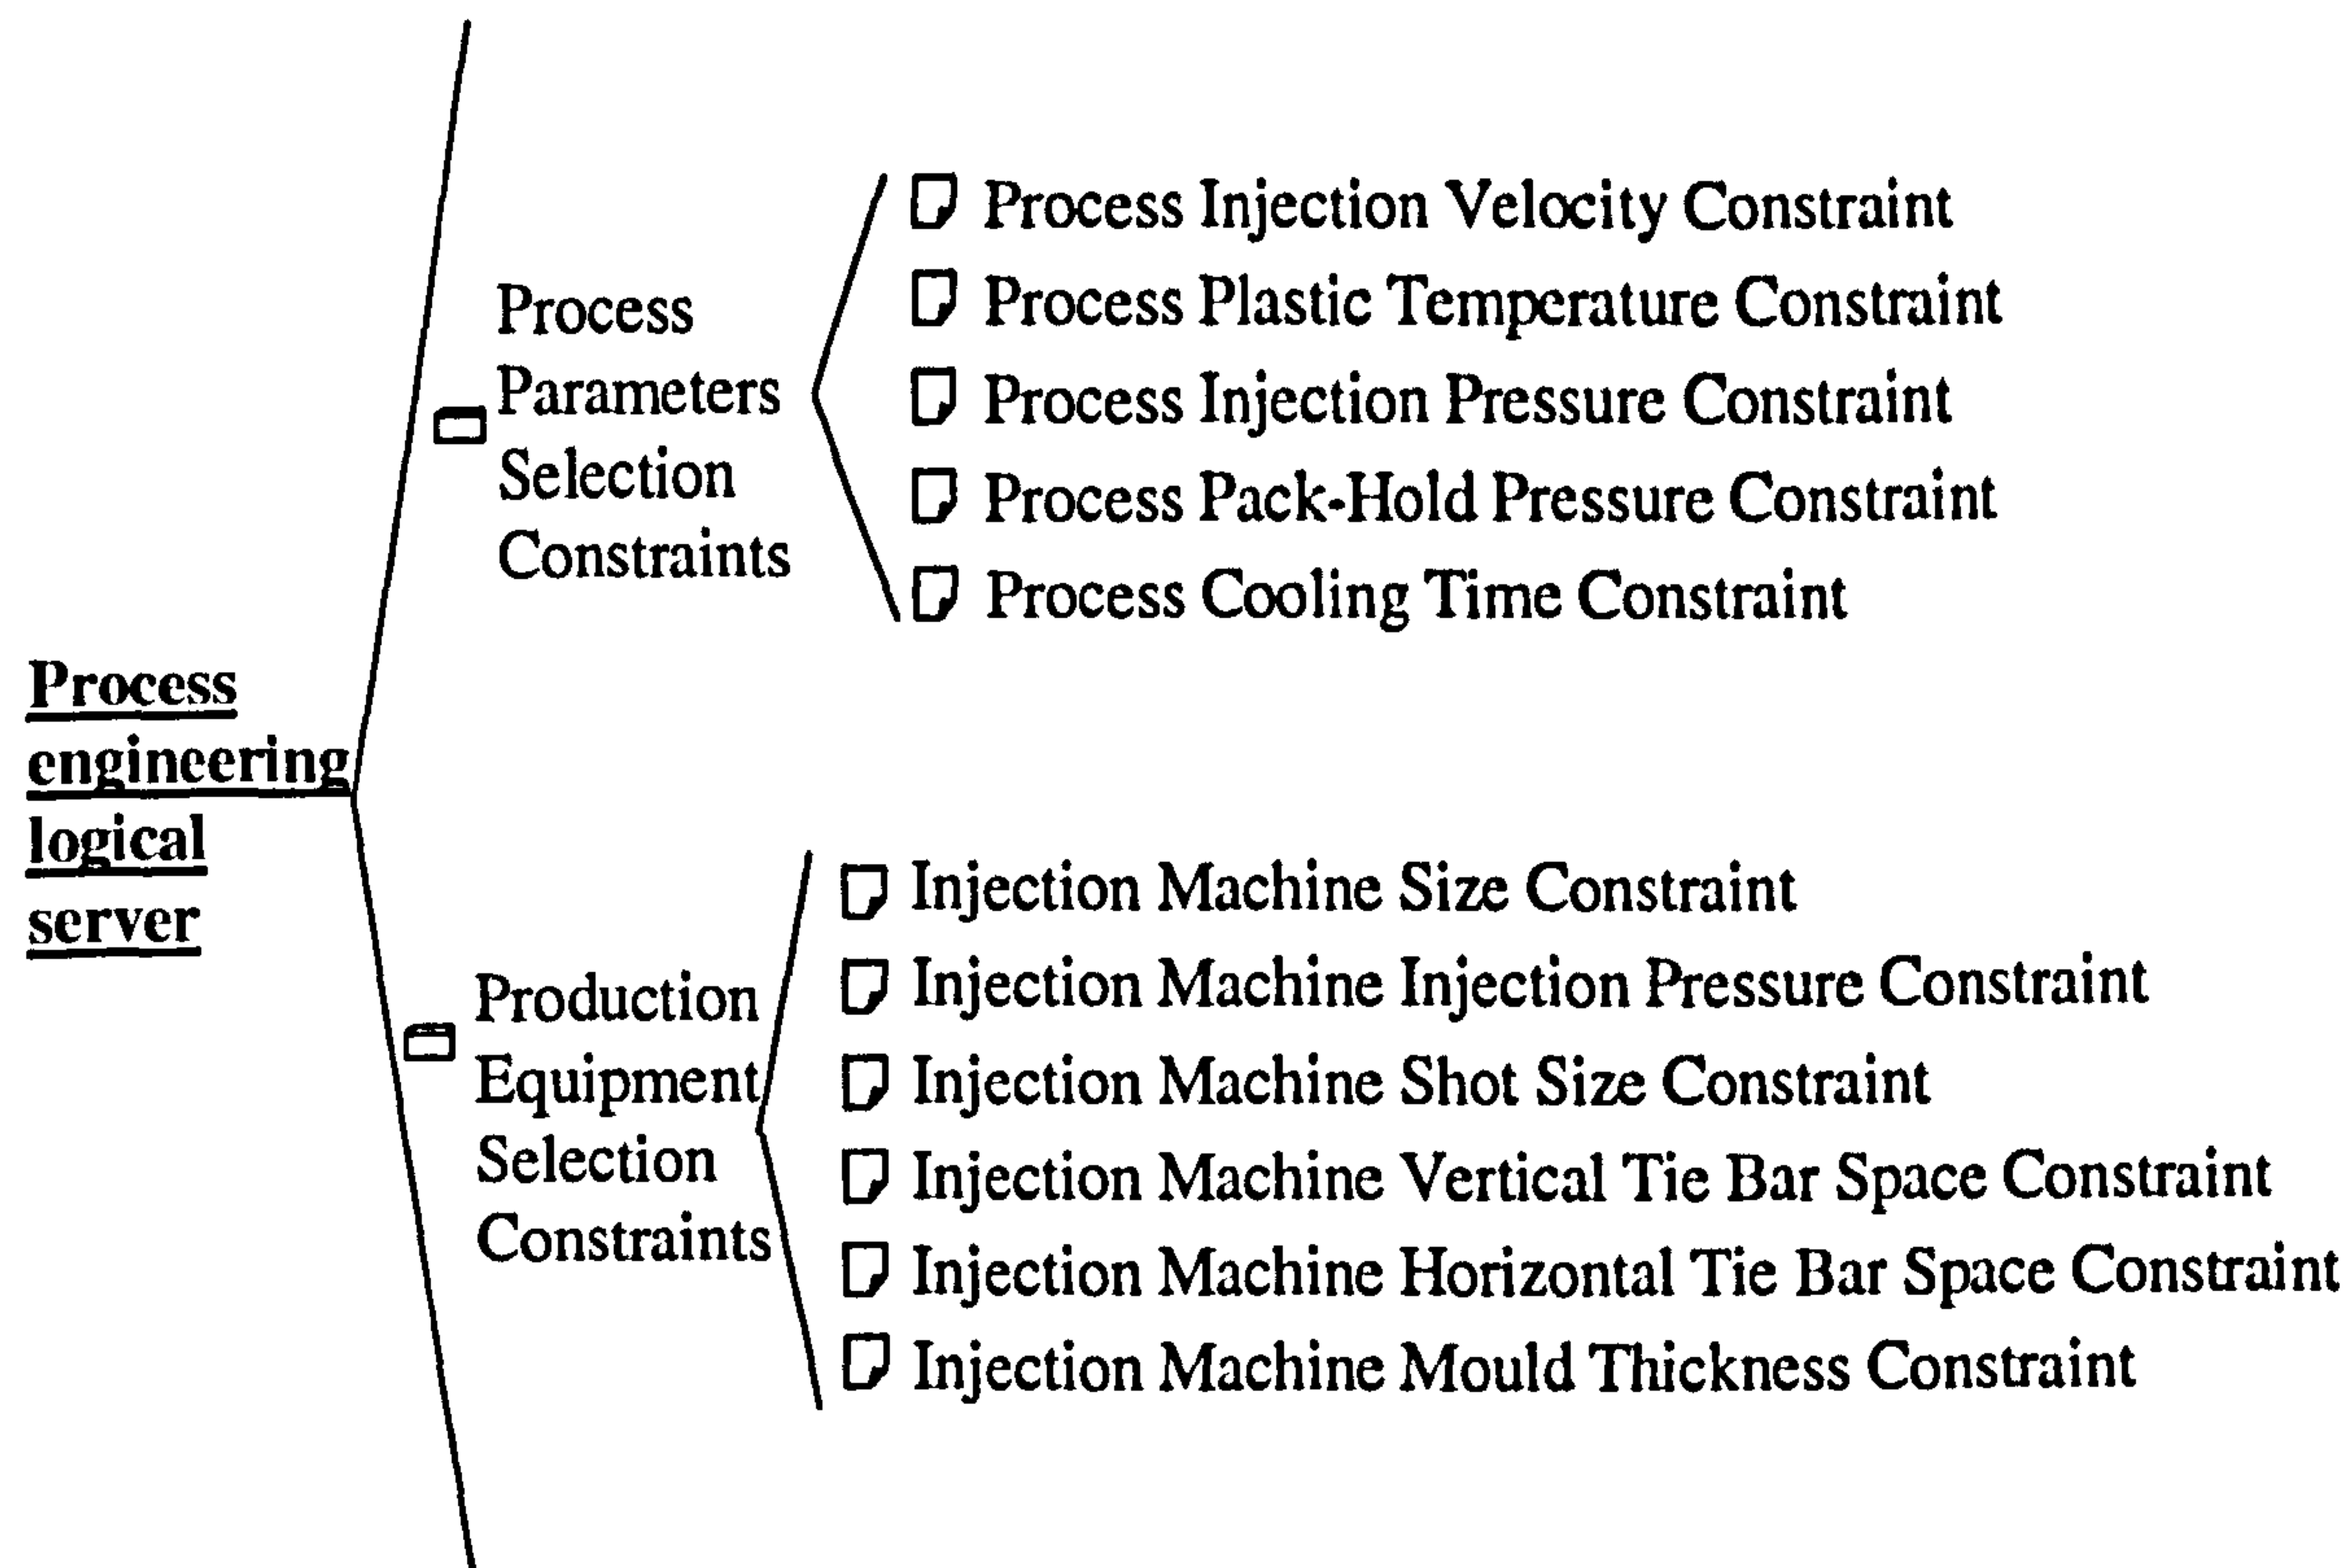 Process
engineering
logical
server
Process
Parameters
Selection
Constraints
Process Injection Velocity Constraint
Process Plastic Temperature Constraint
Process Injection Pressure Constraint
Process Pack-Hold Pressure Constraint
Process Cooling Time Constraint
Production
Equipment
Selection
Constraints
Injection Machine Size Constraint
Injection Machine Injection Pressure Constraint
Injection Machine Shot Size Constraint
Injection Machine Vertical Tie Bar Space Constraint
Injection Machine Horizontal Tie Bar Space Constraint
Injection Machine Mould Thickness Constraint